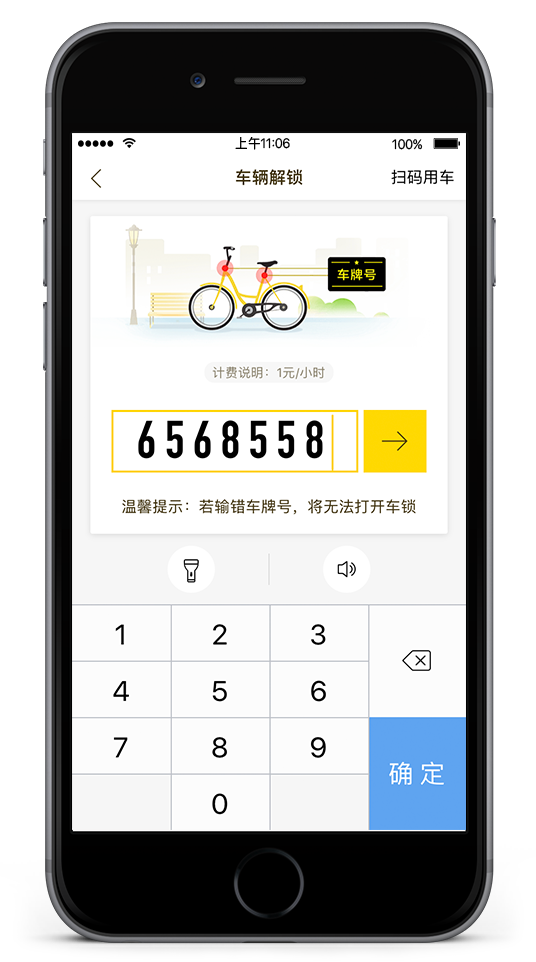 上午11:06
100%
车辆解锁
扫码用车
车牌号
计费说明：1元/小时
6568558
温馨提示：若输错车牌号，将无法打开车锁
1 2 3
4 5 6
7 8 9
确定
0